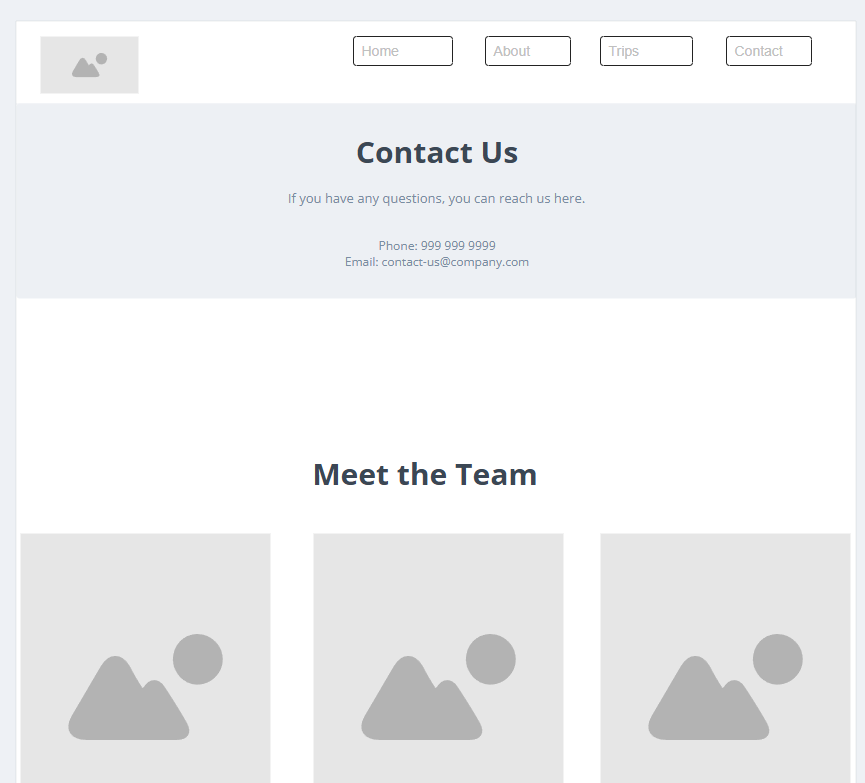 Home
About
Trips
Contact
Contact Us
If you have any questions, you can reach us here.
Phone: 999 999 9999
Email: contact-us@company.com
Meet the Team